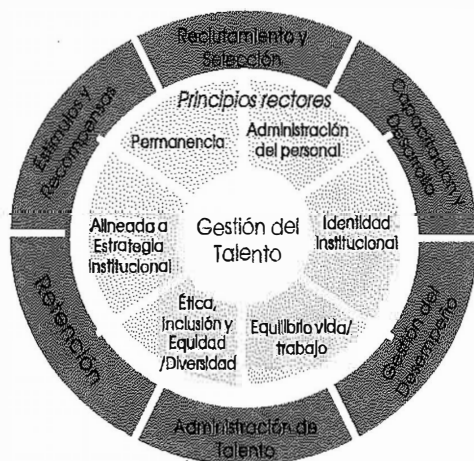 Reclutamiento y
Selección
Capacitación y
Desarrollo
Gestión del
Desempeño
Administración de
Talento
Retención
Estímulos y
Recompensas
Principios rectores
Permanencia
Administración
del personal
Identidad
Institucional
Equilibrio vida/
trabajo
Ética,
Inclusión y
Equidad
/Diversidad
Alineada a
Estrategia
Institucional
Gestión del
Talento